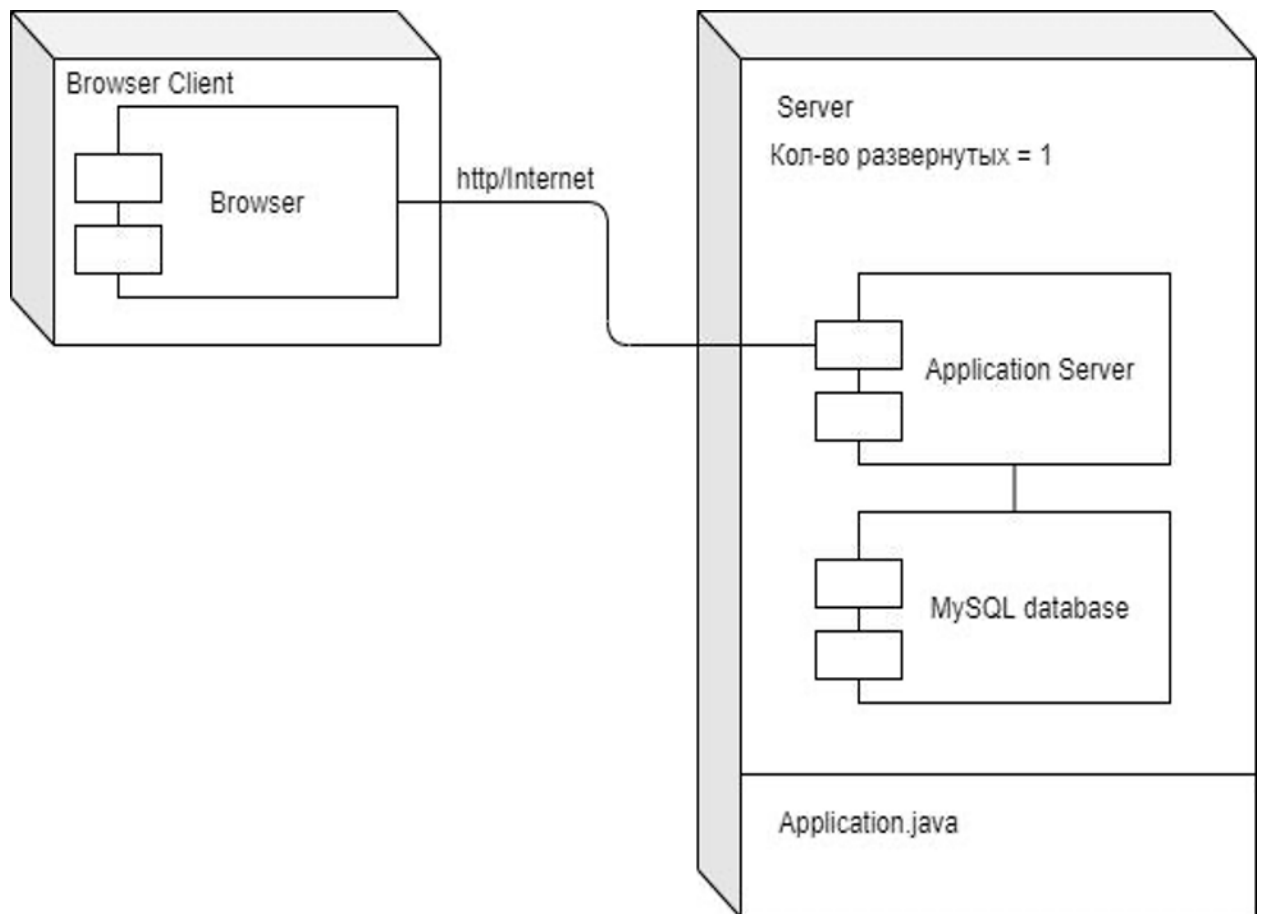 Browser Client
Browser
http/Internet
Server
Кол-во развернутых = 1
Application Server
MySQL database
Application.java